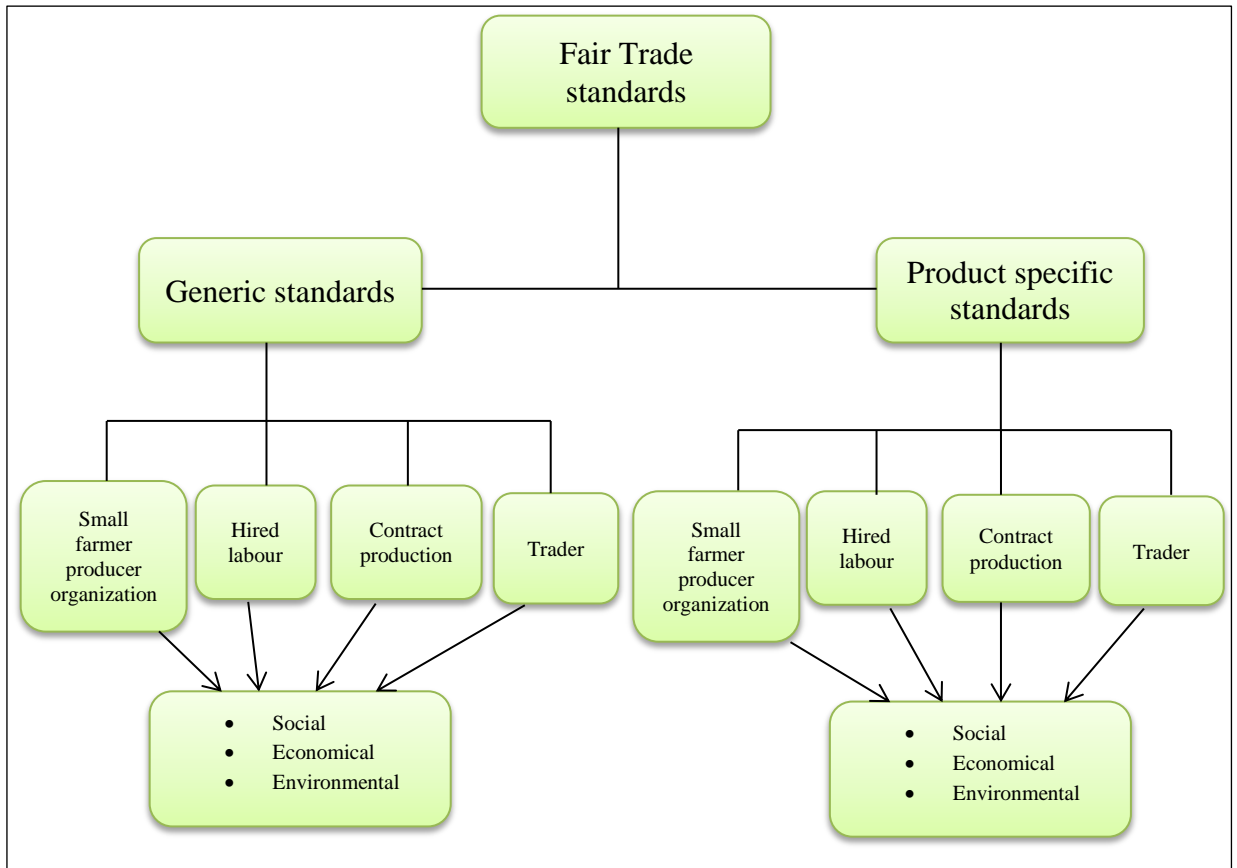 Fair Trade
standards
Generic standards
Product specific
standards
Small
farmer
producer
organization
Hired
labour
Contract
production
Trader
Small
farmer
producer
organization
Hired
labour
Contract
production
Trader
• Social
• Economical
• Environmental
• Social
• Economical
• Environmental